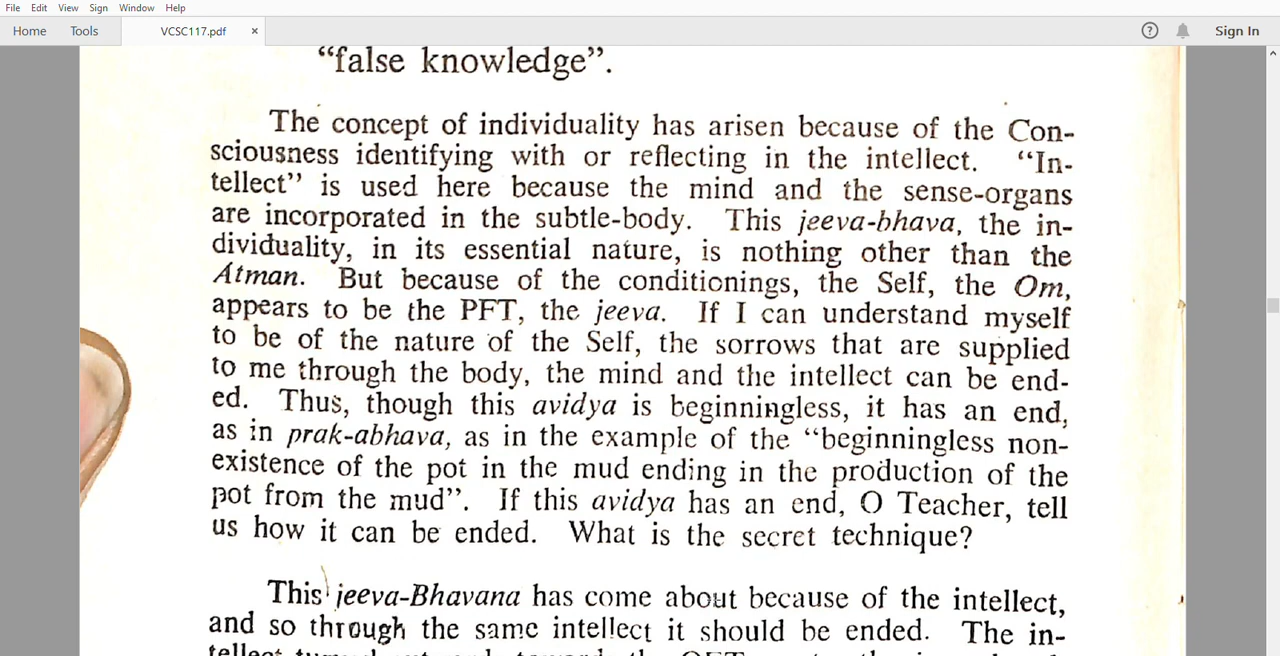 File Edit View Sign Window Help
Home Tools VCSC117.pdf × ? Sign In
“false knowledge”.
The concept of individuality has arisen because of the Con-
sciousness identifying with or reflecting in the intellect. “In-
tellect” is used here because the mind and the sense-organs
are incorporated in the subtle-body. This jeeva-bhava, the in-
dividuality, in its essential nature, is nothing other than the
Atman. But because of the conditionings, the Self, the Om,
appears to be the PFT, the jeeva. If I can understand myself
to be of the nature of the Self, the sorrows that are supplied
to me through the body, the mind and the intellect can be end-
ed. Thus, though this avidya is beginningless, it has an end,
as in prak-abhava, as in the example of the “beginningless non-
existence of the pot in the mud ending in the production of the
pot from the mud”. If this avidya has an end, O Teacher, tell
us how it can be ended. What is the secret technique?
This jeeva-Bhavana has come about because of the intellect,
and so through the same intellect it should be ended. The in-